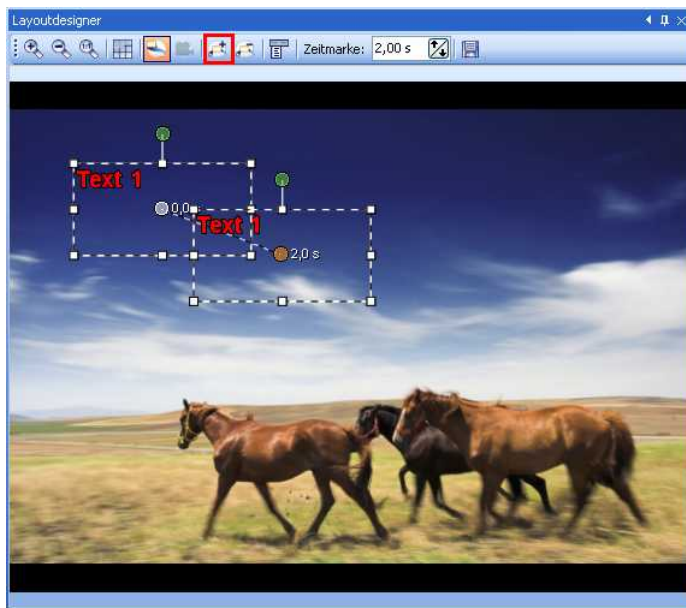 Layoutdesigner
Zeitmarke: 2,00 s
Text 1
0,0
Text 1
2,0 s